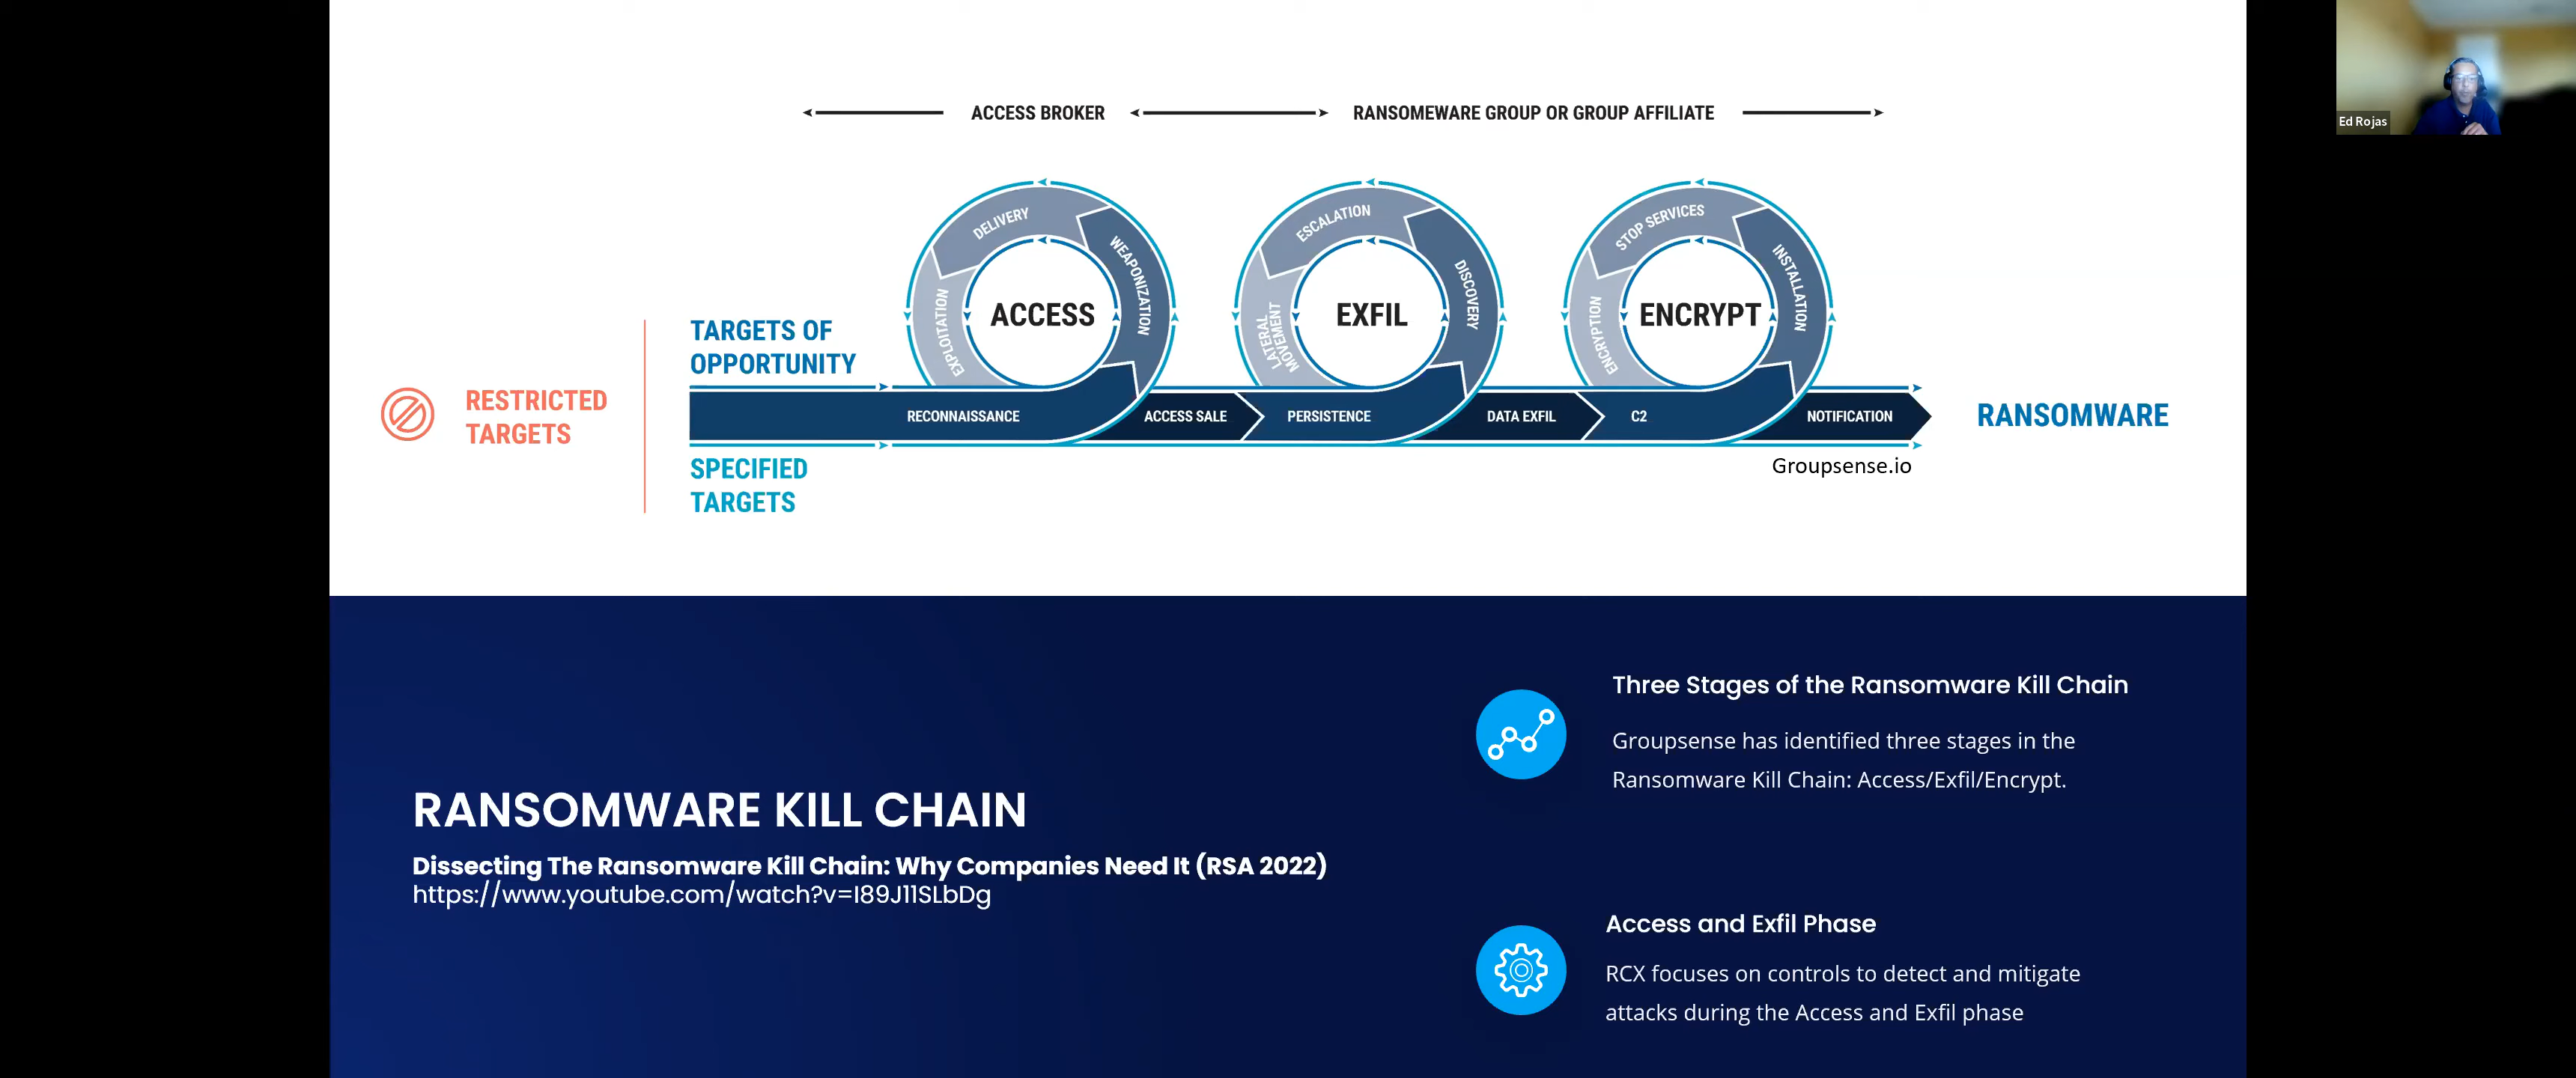 ACCESS BROKER
RANSOMEWARE GROUP OR GROUP AFFILIATE
Ed Rojas
DELIVERY
WEAPONIZATION
EXPLOITATION
ACCESS
ESCALATION
DISCOVERY
LATERAL
MOVEMENT
EXFIL
STOP SERVICES
INSTALLATION
ENCRYPTION
ENCRYPT
TARGETS OF
OPPORTUNITY
RESTRICTED
TARGETS
RECONNAISSANCE
ACCESS SALE
PERSISTENCE
DATA EXFIL
C2
NOTIFICATION
RANSOMWARE
SPECIFIED
TARGETS
Groupsense.io
RANSOMWARE KILL CHAIN
Dissecting The Ransomware Kill Chain: Why Companies Need It (RSA 2022)
https://www.youtube.com/watch?v=I89J11SLbDg
Three Stages of the Ransomware Kill Chain
Groupsense has identified three stages in the
Ransomware Kill Chain: Access/Exfil/Encrypt.
Access and Exfil Phase
RCX focuses on controls to detect and mitigate
attacks during the Access and Exfil phase